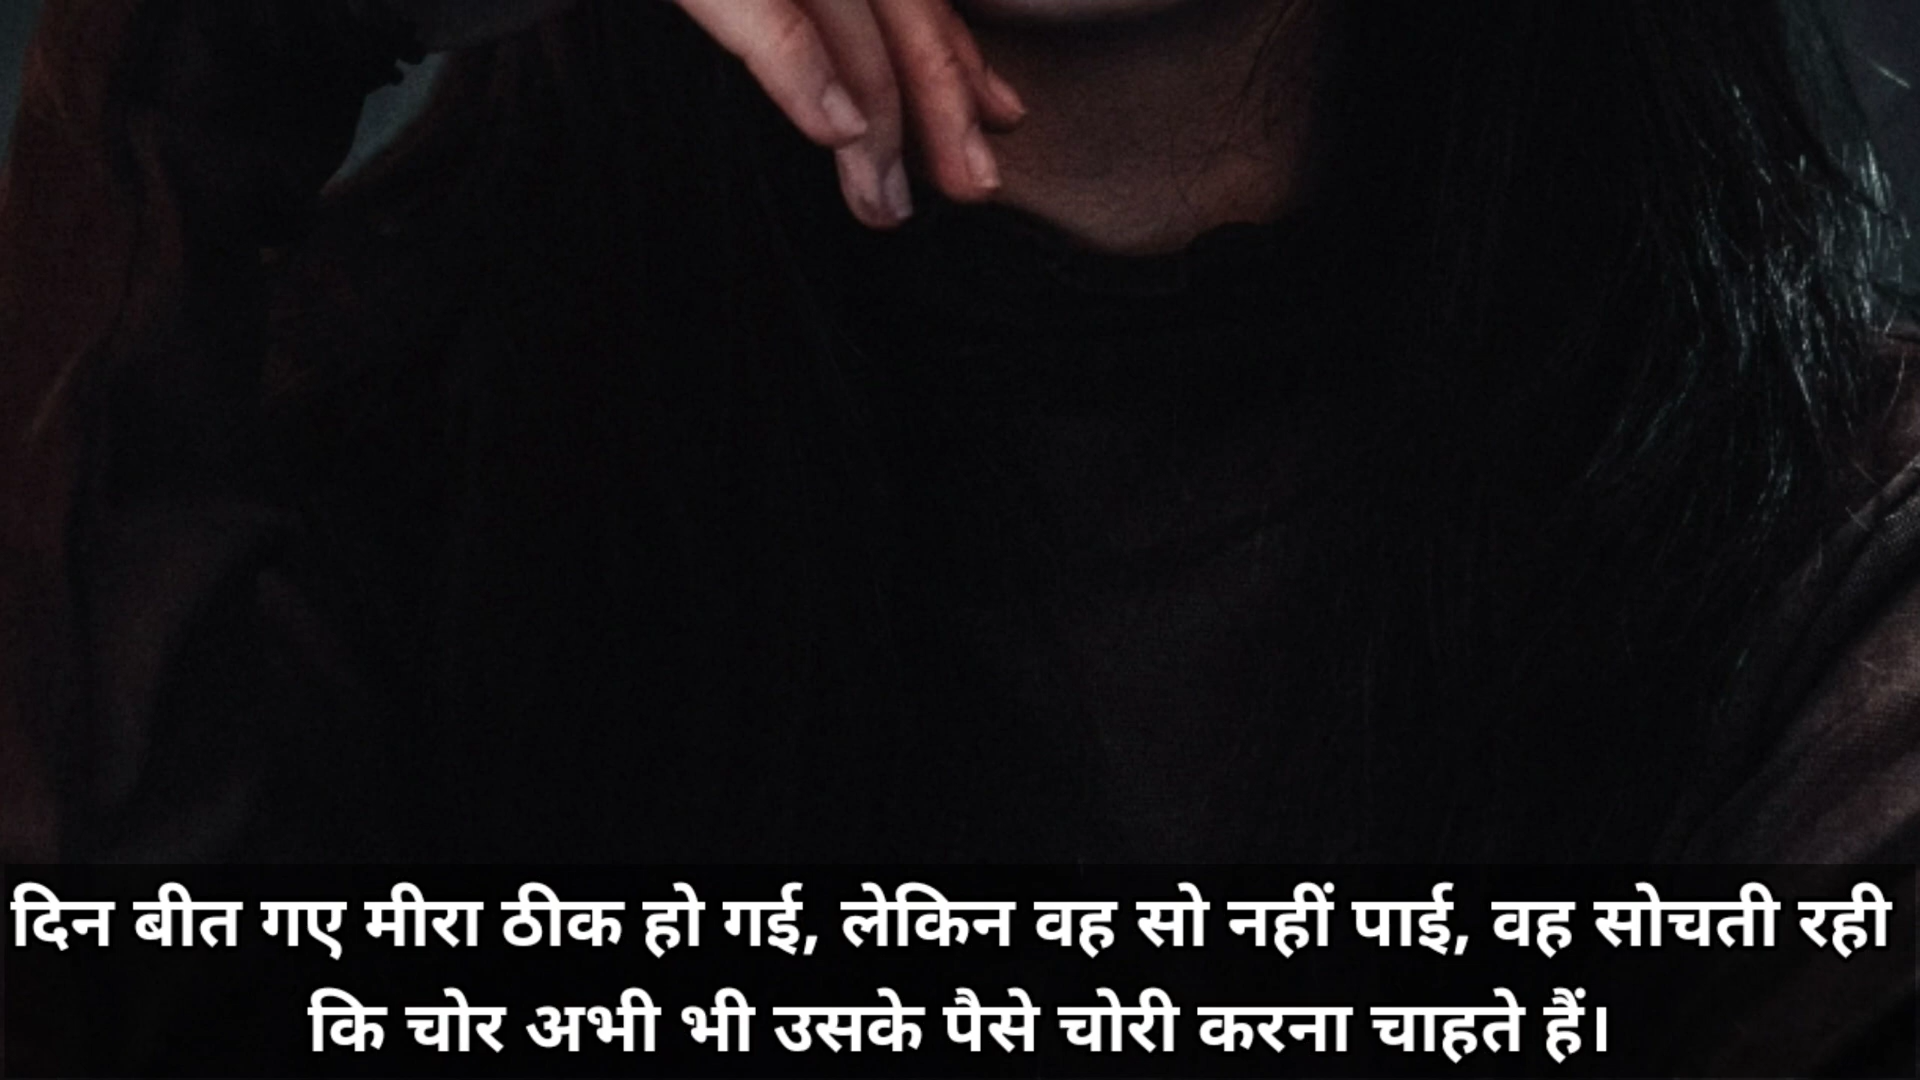 दिन बीत गए मीरा ठीक हो गई, लेकिन वह सो नहीं पाई, वह सोचती रही
कि चोर अभी भी उसके पैसे चोरी करना चाहते हैं।